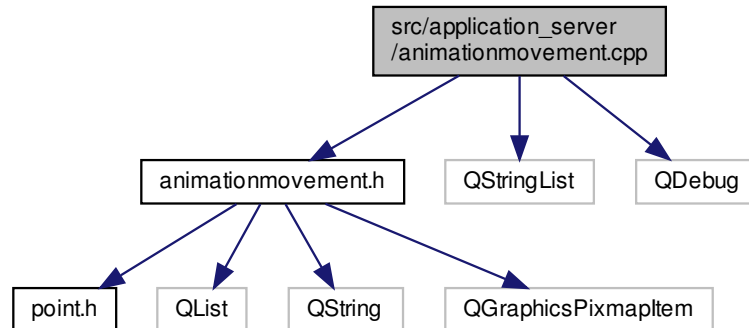 src/application_server
/animationmovement.cpp
animationmovement.h
QStringList
QDebug
point.h
QList
QString
QGraphicsPixmapItem